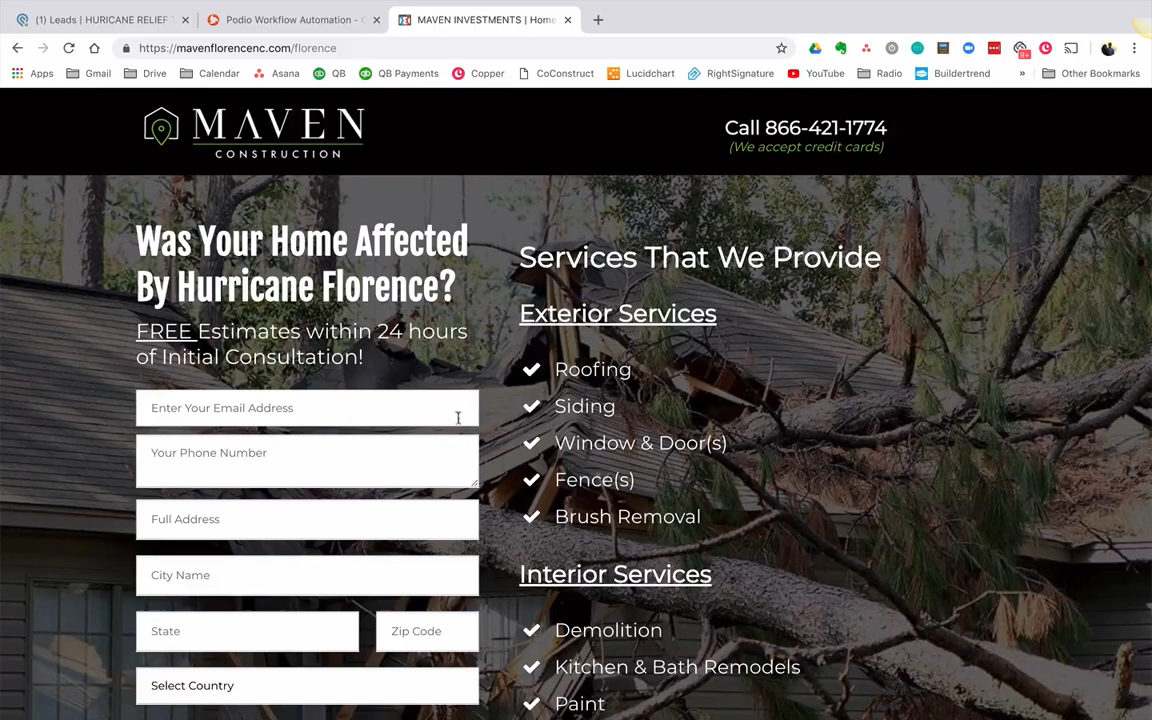 (1) Leads | HURICANE RELIEF
Podio Workflow Automation -
MAVEN INVESTMENTS | Home
https://mavenflorencenc.com/florence
9+
Apps
Gmail
Drive
Calendar
Asana
QB
QB Payments
Copper
CoConstruct
Lucidchart
RightSignature
YouTube
Radio
Buildertrend
»
Other Bookmarks
MAVEN
CONSTRUCTION
Call 866-421-1774
(We accept credit cards)
Was Your Home Affected
By Hurricane Florence?
FREE Estimates within 24 hours
of Initial Consultation!
Enter Your Email Address
Your Phone Number
Full Address
City Name
State
Zip Code
Select Country
Services That We Provide
Exterior Services
Roofing
Siding
Window & Door(s)
Fence(s)
Brush Removal
Interior Services
Demolition
Kitchen & Bath Remodels
Paint